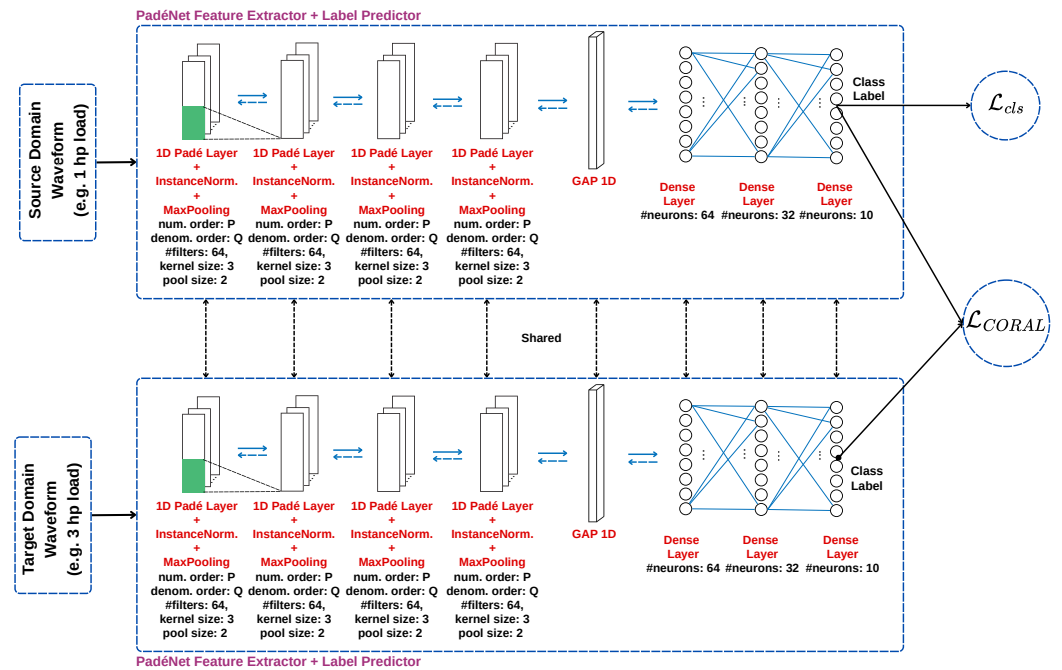 PadéNet Feature Extractor + Label Predictor
Source Domain
Waveform
(e.g. 1 hp load)
1D Padé Layer
+
InstanceNorm.
+
MaxPooling
num. order: P
denom. order: Q
#filters: 64,
kernel size: 3
pool size: 2
1D Padé Layer
+
InstanceNorm.
+
MaxPooling
num. order: P
denom. order: Q
#filters: 64,
kernel size: 3
pool size: 2
1D Padé Layer
+
InstanceNorm.
+
MaxPooling
num. order: P
denom. order: Q
#filters: 64,
kernel size: 3
pool size: 2
1D Padé Layer
+
InstanceNorm.
+
MaxPooling
num. order: P
denom. order: Q
#filters: 64,
kernel size: 3
pool size: 2
GAP 1D
Dense
Layer
#neurons: 64
Dense
Layer
#neurons: 32
Dense
Layer
#neurons: 10
Class
Label
ℒcls
Shared
ℒCORAL
Target Domain
Waveform
(e.g. 3 hp load)
1D Padé Layer
+
InstanceNorm.
+
MaxPooling
num. order: P
denom. order: Q
#filters: 64,
kernel size: 3
pool size: 2
1D Padé Layer
+
InstanceNorm.
+
MaxPooling
num. order: P
denom. order: Q
#filters: 64,
kernel size: 3
pool size: 2
1D Padé Layer
+
InstanceNorm.
+
MaxPooling
num. order: P
denom. order: Q
#filters: 64,
kernel size: 3
pool size: 2
1D Padé Layer
+
InstanceNorm.
+
MaxPooling
num. order: P
denom. order: Q
#filters: 64,
kernel size: 3
pool size: 2
GAP 1D
Dense
Layer
#neurons: 64
Dense
Layer
#neurons: 32
Dense
Layer
#neurons: 10
Class
Label
PadéNet Feature Extractor + Label Predictor